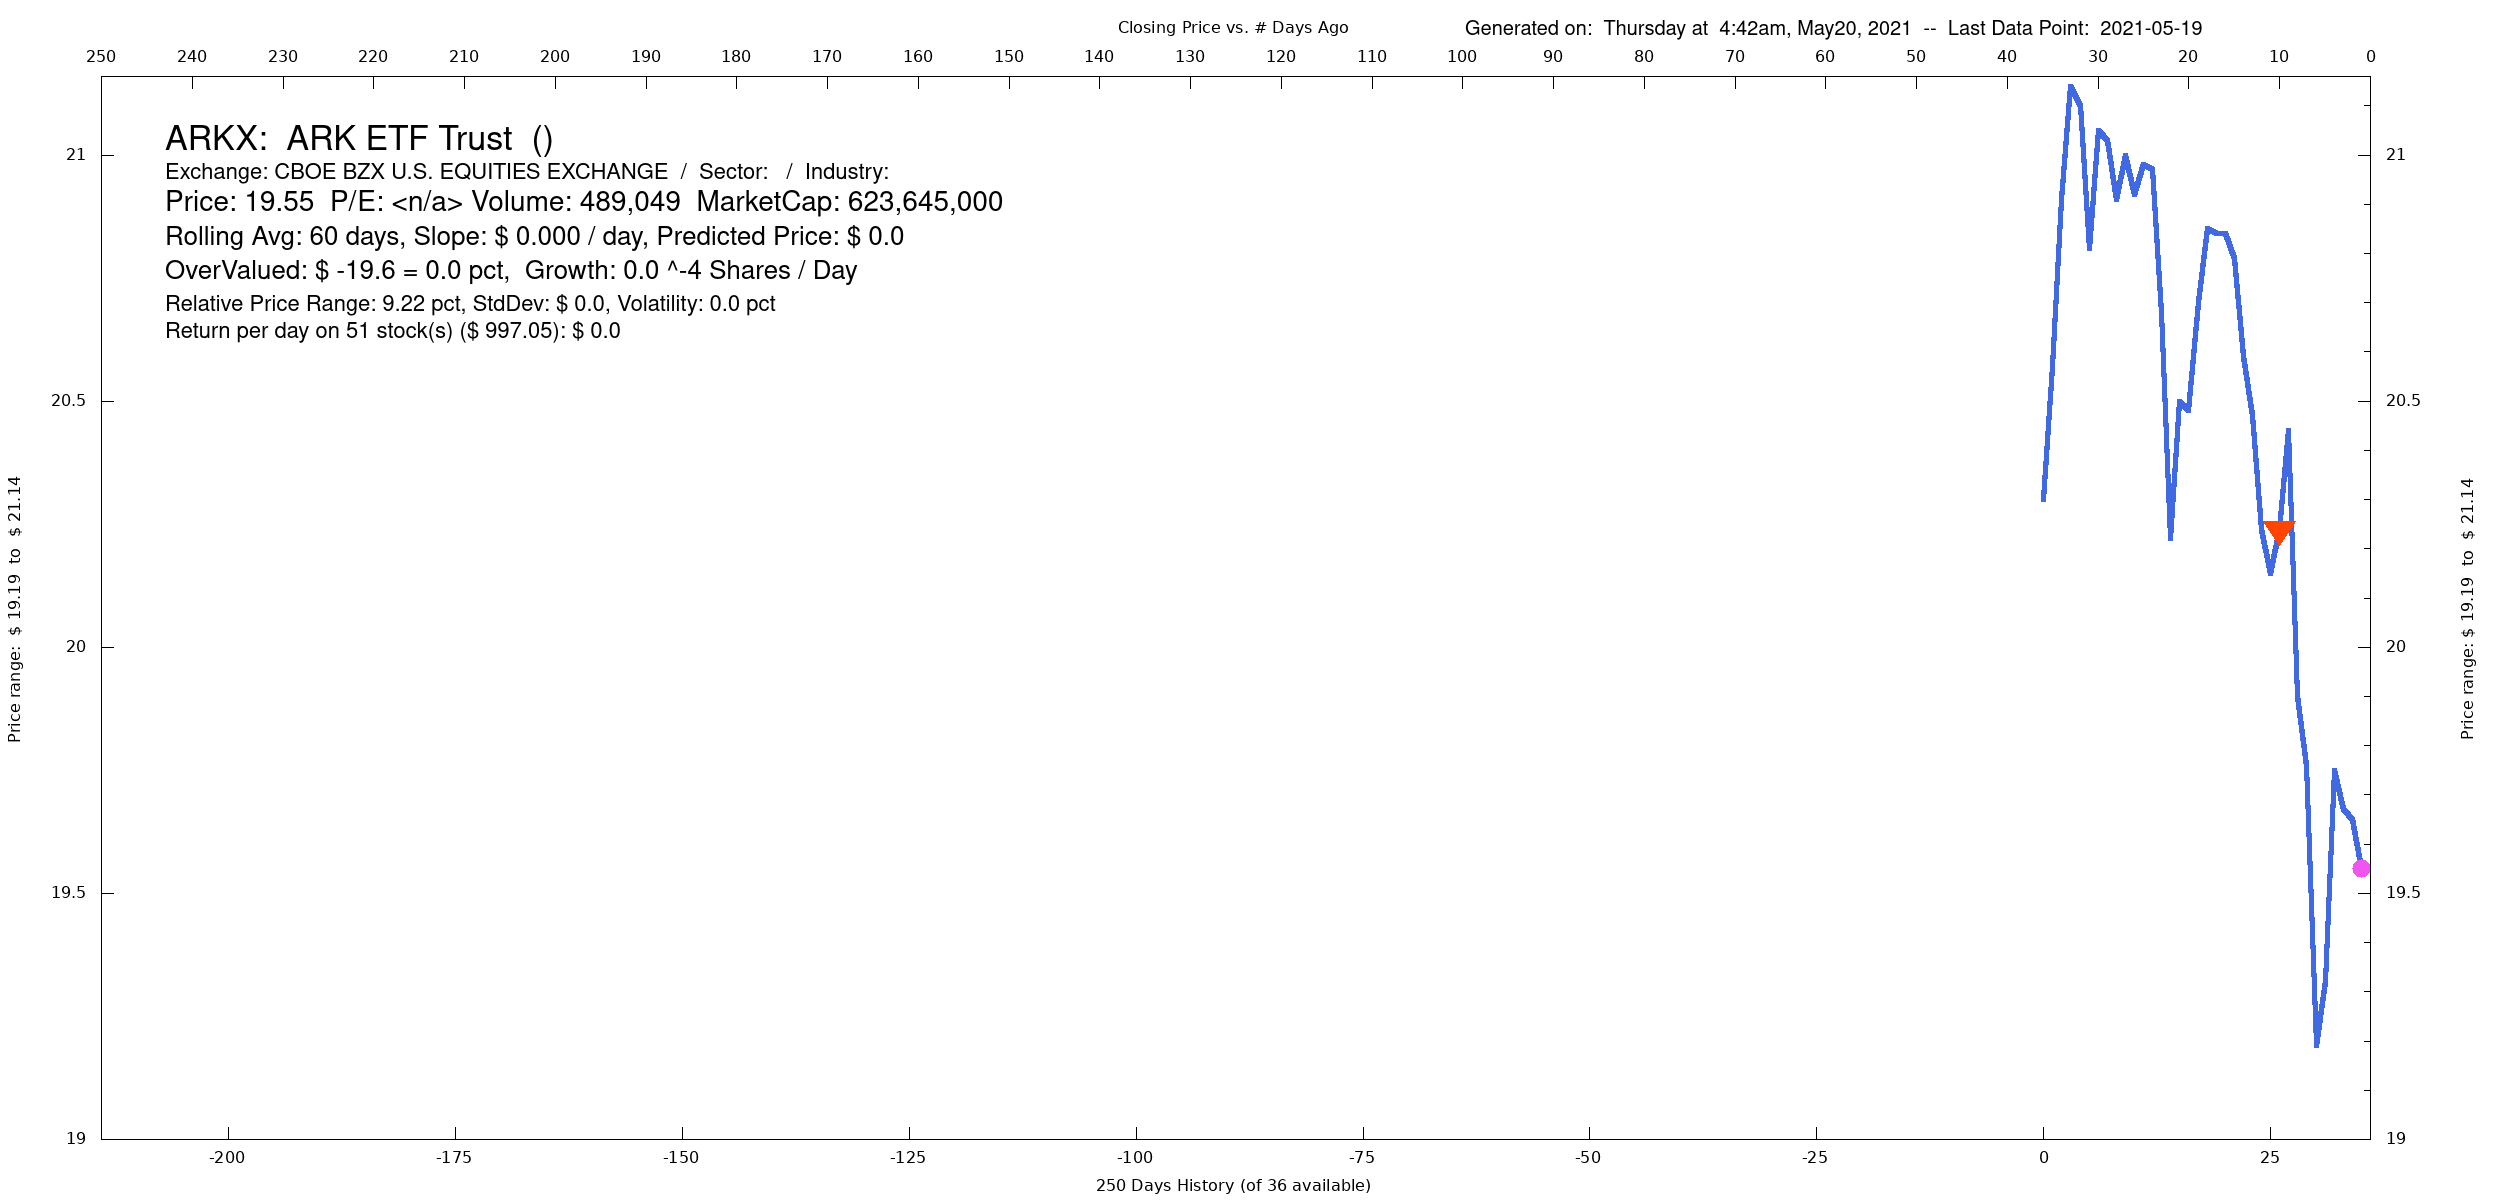 Closing Price vs. # Days Ago
Generated on:  Thursday at  4:42am, May20, 2021  --  Last Data Point:  2021-05-19
250 240 230 220 210 200 190 180 170 160 150 140 130 120 110 100 90 80 70 60 50 40 30 20 10 0
ARKX:  ARK ETF Trust  ()
Exchange: CBOE BZX U.S. EQUITIES EXCHANGE  /  Sector:   /  Industry:
Price: 19.55  P/E: <n/a> Volume: 489,049  MarketCap: 623,645,000
Rolling Avg: 60 days, Slope: $ 0.000 / day, Predicted Price: $ 0.0
OverValued: $ -19.6 = 0.0 pct,  Growth: 0.0 ^-4 Shares / Day
Relative Price Range: 9.22 pct, StdDev: $ 0.0, Volatility: 0.0 pct
Return per day on 51 stock(s) ($ 997.05): $ 0.0
21 21
20.5 20.5
20 20
19.5 19.5
19 19
Price range:  $ 19.19  to  $ 21.14
Price range: $ 19.19  to  $ 21.14
-200 -175 -150 -125 -100 -75 -50 -25 0 25
250 Days History (of 36 available)